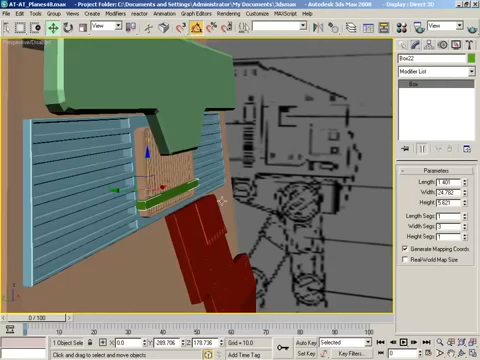 AT-AT_Planes48.max - Project Folder: C:\Documents and Settings\Administrator\My Documents\3dsmax - Autodesk 3ds Max 2008 - Display : Direct 3D
File Edit Tools Group Views Create Modifiers Animation Graph Editors Rendering Customize MAXScript Help
View
Box22
Modifier List
Box
Parameters
Length: 1.401
Width: 24.782
Height: 5.621
Length Segs: 1
Width Segs: 3
Height Segs: 1
Generate Mapping Coords.
Real-World Map Size
0 / 100
1 Object Sele X: 0.0 Y: -289.706 Z: 178.736 Grid = 10.0
Auto Key Selected
Click and drag to select and move objects
Add Time Tag
Set Key Key Filters...